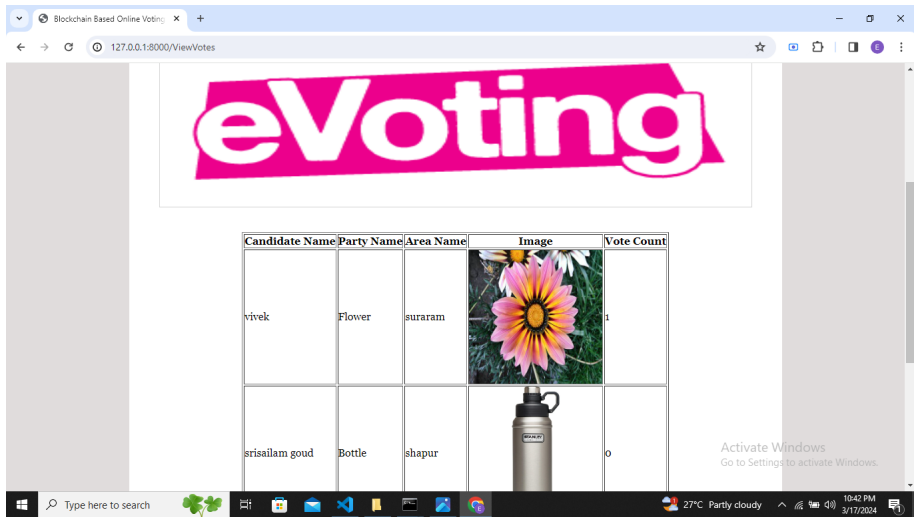 Blockchain Based Online Voting
127.0.0.1:8000/ViewVotes
E
eVoting
Candidate Name Party Name Area Name Image Vote Count
vivek Flower suraram 1
STANLEY
srisailam goud Bottle shapur 0
Activate Windows
Go to Settings to activate Windows.
Type here to search
27°C Partly cloudy
10:42 PM
3/17/2024
1